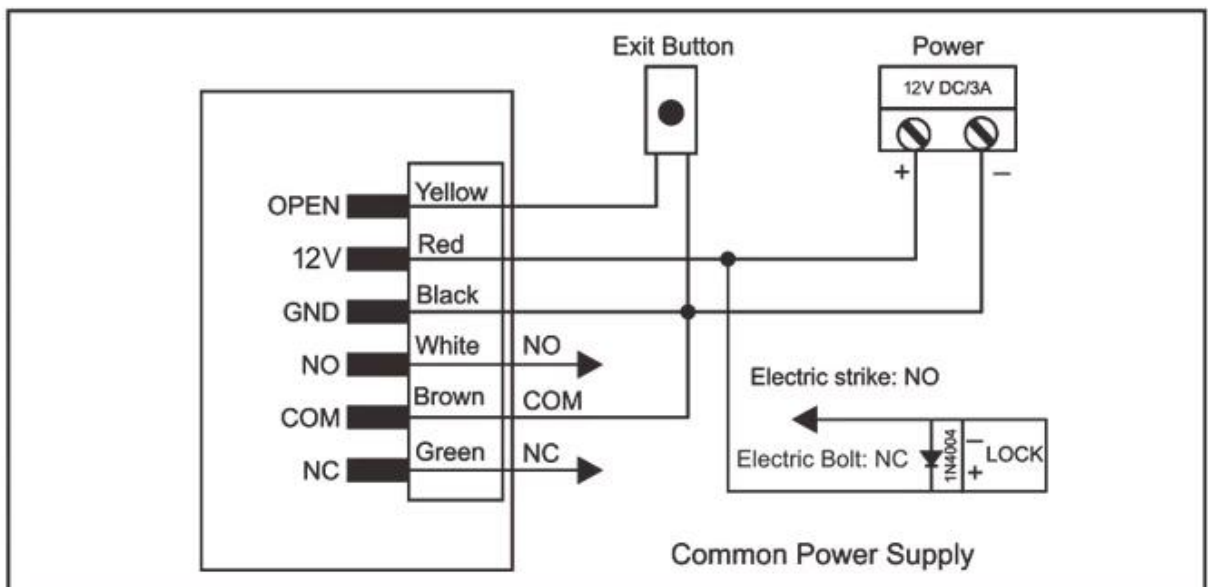 Exit Button
Power
12V DC/3A
+ –
OPEN Yellow
12V Red
GND Black
NO White NO
Electric strike: NO
COM Brown COM
Electric Bolt: NC
1N4004
–
+
LOCK
NC Green NC
Common Power Supply